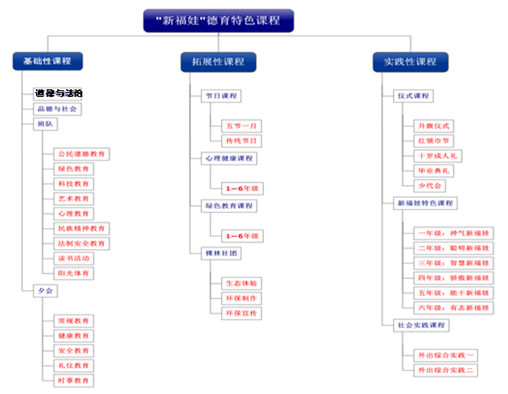 "新福娃"德育特色课程
基础性课程
道德与法治
品德与社会
班队
公民道德教育
绿色教育
科技教育
艺术教育
心理教育
民族精神教育
法制安全教育
读书活动
阳光体育
夕会
常规教育
健康教育
安全教育
礼仪教育
时事教育
拓展性课程
节日课程
五节一月
传统节日
心理健康课程
1-6年级
绿色教育课程
1-6年级
棵林社团
生态体验
环保制作
环保宣传
实践性课程
仪式课程
升旗仪式
红领巾节
十岁成人礼
毕业典礼
少代会
新福娃特色课程
一年级：神气新福娃
二年级：聪明新福娃
三年级：智慧新福娃
四年级：骄傲新福娃
五年级：能干新福娃
六年级：有志新福娃
社会实践课程
外出综合实践一
外出综合实践二